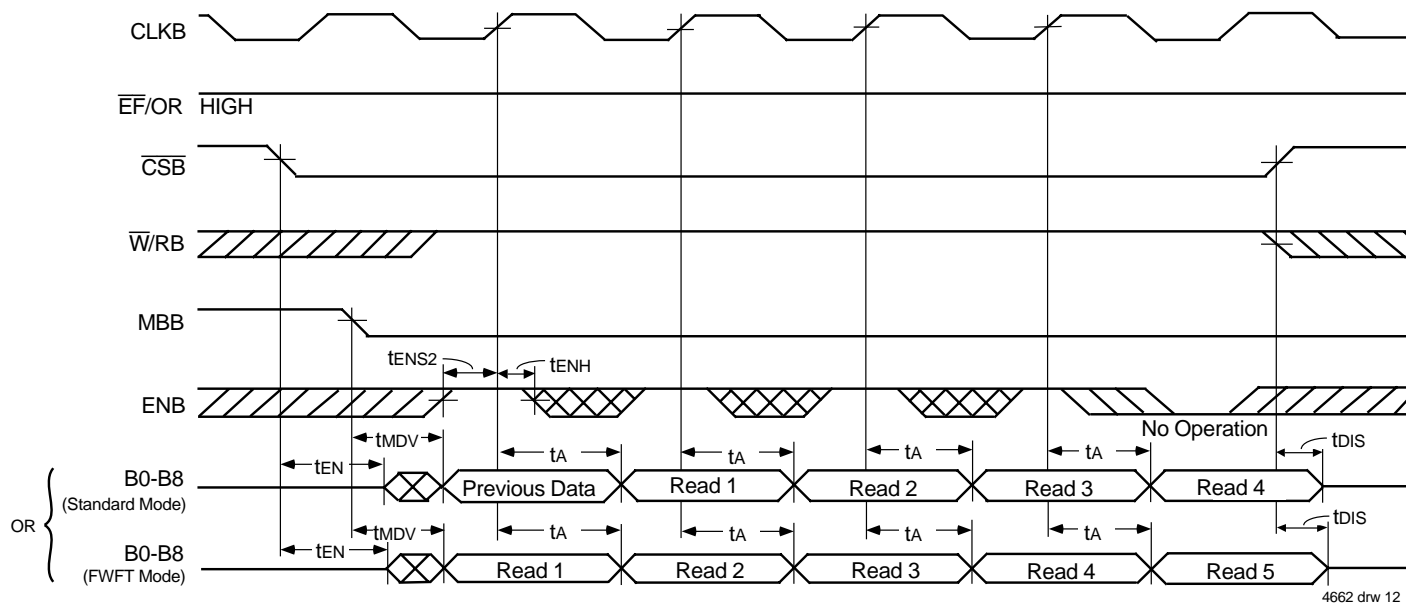 CLKB
EF/OR HIGH
CSB
W/RB
MBB
tENS2 tENH
ENB
No Operation
tMDV
tEN tA tA tA tA tDIS
B0-B8 Previous Data Read 1 Read 2 Read 3 Read 4
(Standard Mode)
OR
tMDV tA tA tA tA tDIS
tEN
B0-B8 Read 1 Read 2 Read 3 Read 4 Read 5
(FWFT Mode)
4662 drw 12